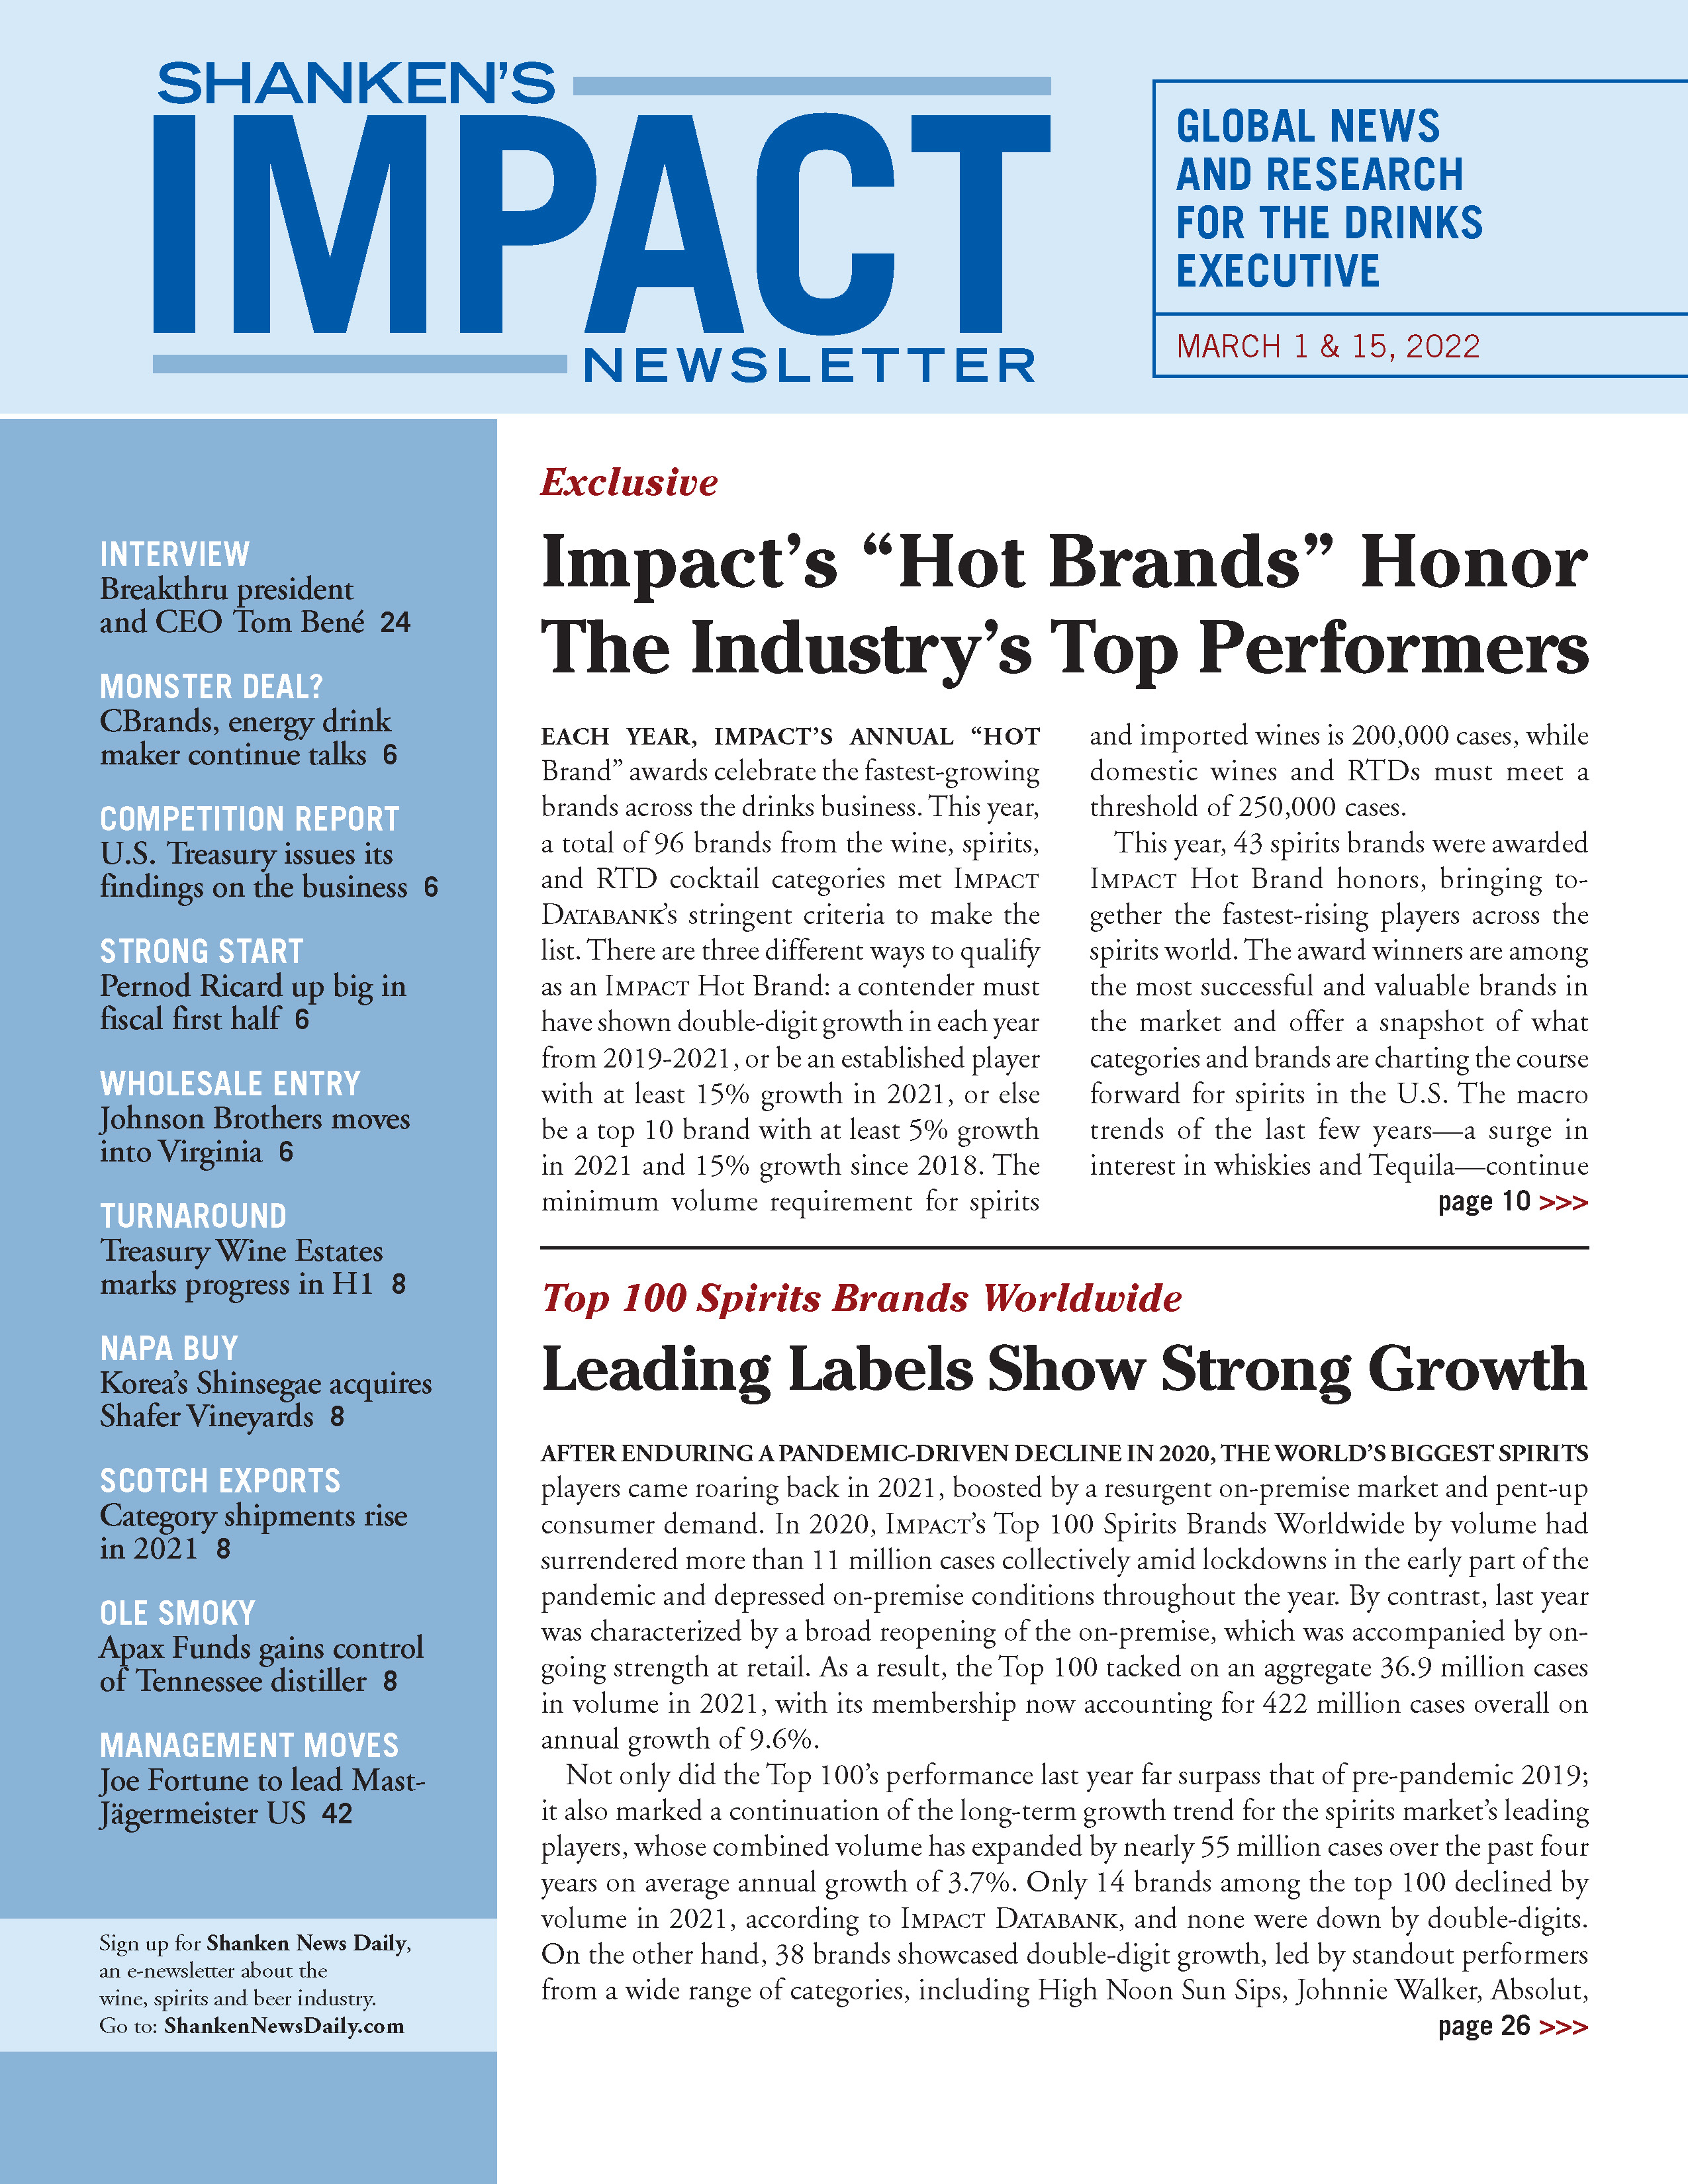 SHANKEN'S
IMPACT
NEWSLETTER
GLOBAL NEWS
AND RESEARCH
FOR THE DRINKS
EXECUTIVE
MARCH 1 & 15, 2022
INTERVIEW
Breakthru president
and CEO Tom Bené 24
MONSTER DEAL?
CBrands, energy drink
maker continue talks 6
COMPETITION REPORT
U.S. Treasury issues its
findings on the business 6
STRONG START
Pernod Ricard up big in
fiscal first half 6
WHOLESALE ENTRY
Johnson Brothers moves
into Virginia 6
TURNAROUND
Treasury Wine Estates
marks progress in H1 8
NAPA BUY
Korea's Shinsegae acquires
Shafer Vineyards 8
SCOTCH EXPORTS
Category shipments rise
in 2021 8
OLE SMOKY
Apax Funds gains control
of Tennessee distiller 8
MANAGEMENT MOVES
Joe Fortune to lead Mast-
Jägermeister US 42
Sign up for Shanken News Daily,
an e-newsletter about the
wine, spirits and beer industry.
Go to: ShankenNewsDaily.com
Exclusive
Impact's “Hot Brands” Honor
The Industry's Top Performers
EACH YEAR, IMPACT'S ANNUAL “HOT
Brand” awards celebrate the fastest-growing
brands across the drinks business. This year,
a total of 96 brands from the wine, spirits,
and RTD cocktail categories met IMPACT
DATABANK'S stringent criteria to make the
list. There are three different ways to qualify
as an IMPACT Hot Brand: a contender must
have shown double-digit growth in each year
from 2019-2021, or be an established player
with at least 15% growth in 2021, or else
be a top 10 brand with at least 5% growth
in 2021 and 15% growth since 2018. The
minimum volume requirement for spirits
and imported wines is 200,000 cases, while
domestic wines and RTDs must meet a
threshold of 250,000 cases.
This year, 43 spirits brands were awarded
IMPACT Hot Brand honors, bringing to-
gether the fastest-rising players across the
spirits world. The award winners are among
the most successful and valuable brands in
the market and offer a snapshot of what
categories and brands are charting the course
forward for spirits in the U.S. The macro
trends of the last few years—a surge in
interest in whiskies and Tequila—continue
page 10 >>>
Top 100 Spirits Brands Worldwide
Leading Labels Show Strong Growth
AFTER ENDURING A PANDEMIC-DRIVEN DECLINE IN 2020, THE WORLD'S BIGGEST SPIRITS
players came roaring back in 2021, boosted by a resurgent on-premise market and pent-up
consumer demand. In 2020, IMPACT'S Top 100 Spirits Brands Worldwide by volume had
surrendered more than 11 million cases collectively amid lockdowns in the early part of the
pandemic and depressed on-premise conditions throughout the year. By contrast, last year
was characterized by a broad reopening of the on-premise, which was accompanied by on-
going strength at retail. As a result, the Top 100 tacked on an aggregate 36.9 million cases
in volume in 2021, with its membership now accounting for 422 million cases overall on
annual growth of 9.6%.
Not only did the Top 100's performance last year far surpass that of pre-pandemic 2019;
it also marked a continuation of the long-term growth trend for the spirits market's leading
players, whose combined volume has expanded by nearly 55 million cases over the past four
years on average annual growth of 3.7%. Only 14 brands among the top 100 declined by
volume in 2021, according to IMPACT DATABANK, and none were down by double-digits.
On the other hand, 38 brands showcased double-digit growth, led by standout performers
from a wide range of categories, including High Noon Sun Sips, Johnnie Walker, Absolut,
page 26 >>>